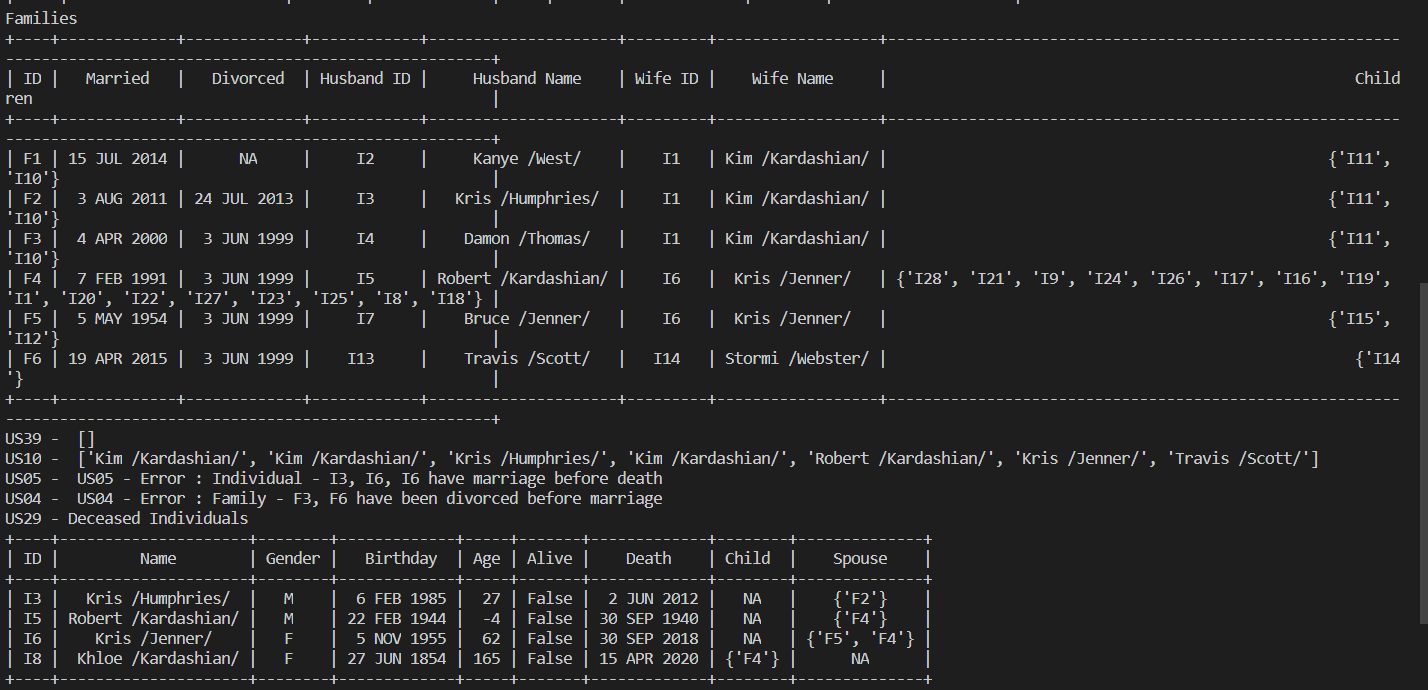 Families
+----+-------------+-------------+------------+---------------------+---------+------------------+---------------------------------------------------------
------------------------------------------------------+
| ID |   Married   |   Divorced  | Husband ID |     Husband Name    | Wife ID |    Wife Name     |                                                    Child
ren                                                   |
+----+-------------+-------------+------------+---------------------+---------+------------------+---------------------------------------------------------
------------------------------------------------------+
| F1 | 15 JUL 2014 |      NA     |     I2     |     Kanye /West/    |    I1   | Kim /Kardashian/ |                                                 {'I11',
'I10'}                                                |
| F2 |  3 AUG 2011 | 24 JUL 2013 |     I3     |   Kris /Humphries/  |    I1   | Kim /Kardashian/ |                                                 {'I11',
'I10'}                                                |
| F3 |  4 APR 2000 |  3 JUN 1999 |     I4     |    Damon /Thomas/   |    I1   | Kim /Kardashian/ |                                                 {'I11',
'I10'}                                                |
| F4 |  7 FEB 1991 |  3 JUN 1999 |     I5     | Robert /Kardashian/ |    I6   |  Kris /Jenner/   | {'I28', 'I21', 'I9', 'I24', 'I26', 'I17', 'I16', 'I19',
'I1', 'I20', 'I22', 'I27', 'I23', 'I25', 'I8', 'I18'} |
| F5 |  5 MAY 1954 |  3 JUN 1999 |     I7     |    Bruce /Jenner/   |    I6   |  Kris /Jenner/   |                                                 {'I15',
'I12'}                                                |
| F6 | 19 APR 2015 |  3 JUN 1999 |    I13     |    Travis /Scott/   |   I14   | Stormi /Webster/ |                                                    {'I14
'}                                                    |
+----+-------------+-------------+------------+---------------------+---------+------------------+---------------------------------------------------------
------------------------------------------------------+
US39 -  []
US10 -  ['Kim /Kardashian/', 'Kim /Kardashian/', 'Kris /Humphries/', 'Kim /Kardashian/', 'Robert /Kardashian/', 'Kris /Jenner/', 'Travis /Scott/']
US05 -  US05 - Error : Individual - I3, I6, I6 have marriage before death
US04 -  US04 - Error : Family - F3, F6 have been divorced before marriage
US29 - Deceased Individuals
+----+---------------------+--------+-------------+-----+-------+-------------+---------+--------------+
| ID |         Name        | Gender |   Birthday  | Age | Alive |    Death    |  Child  |    Spouse    |
+----+---------------------+--------+-------------+-----+-------+-------------+---------+--------------+
| I3 |   Kris /Humphries/  |   M    |  6 FEB 1985 |  27 | False |  2 JUN 2012 |    NA   |    {'F2'}    |
| I5 | Robert /Kardashian/ |   M    | 22 FEB 1944 |  -4 | False | 30 SEP 1940 |    NA   |    {'F4'}    |
| I6 |    Kris /Jenner/    |   F    |  5 NOV 1955 |  62 | False | 30 SEP 2018 |    NA   | {'F5', 'F4'} |
| I8 |  Khloe /Kardashian/ |   F    | 27 JUN 1854 | 165 | False | 15 APR 2020 |  {'F4'} |      NA      |
+----+---------------------+--------+-------------+-----+-------+-------------+---------+--------------+